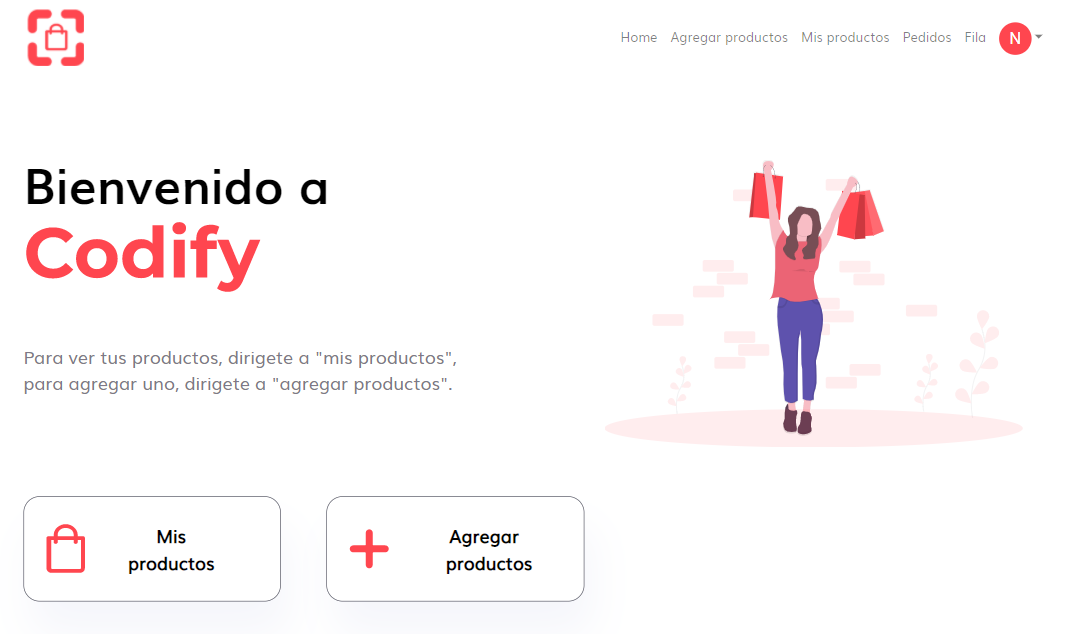 Home Agregar productos Mis productos Pedidos Fila N
Bienvenido a
Codify
Para ver tus productos, dirigete a "mis productos",
para agregar uno, dirigete a "agregar productos".
Mis
productos
Agregar
productos